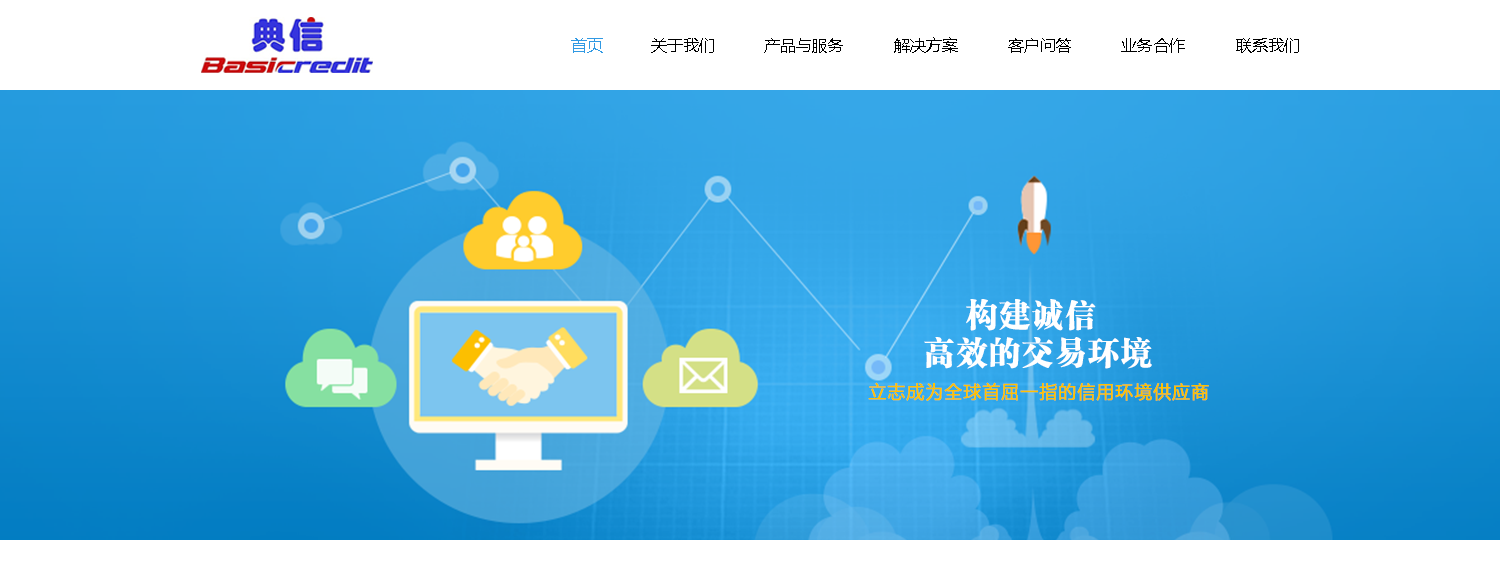 典信
Basicredit
首页 关于我们 产品与服务 解决方案 客户问答 业务合作 联系我们
构建诚信
高效的交易环境
立志成为全球首屈一指的信用环境供应商